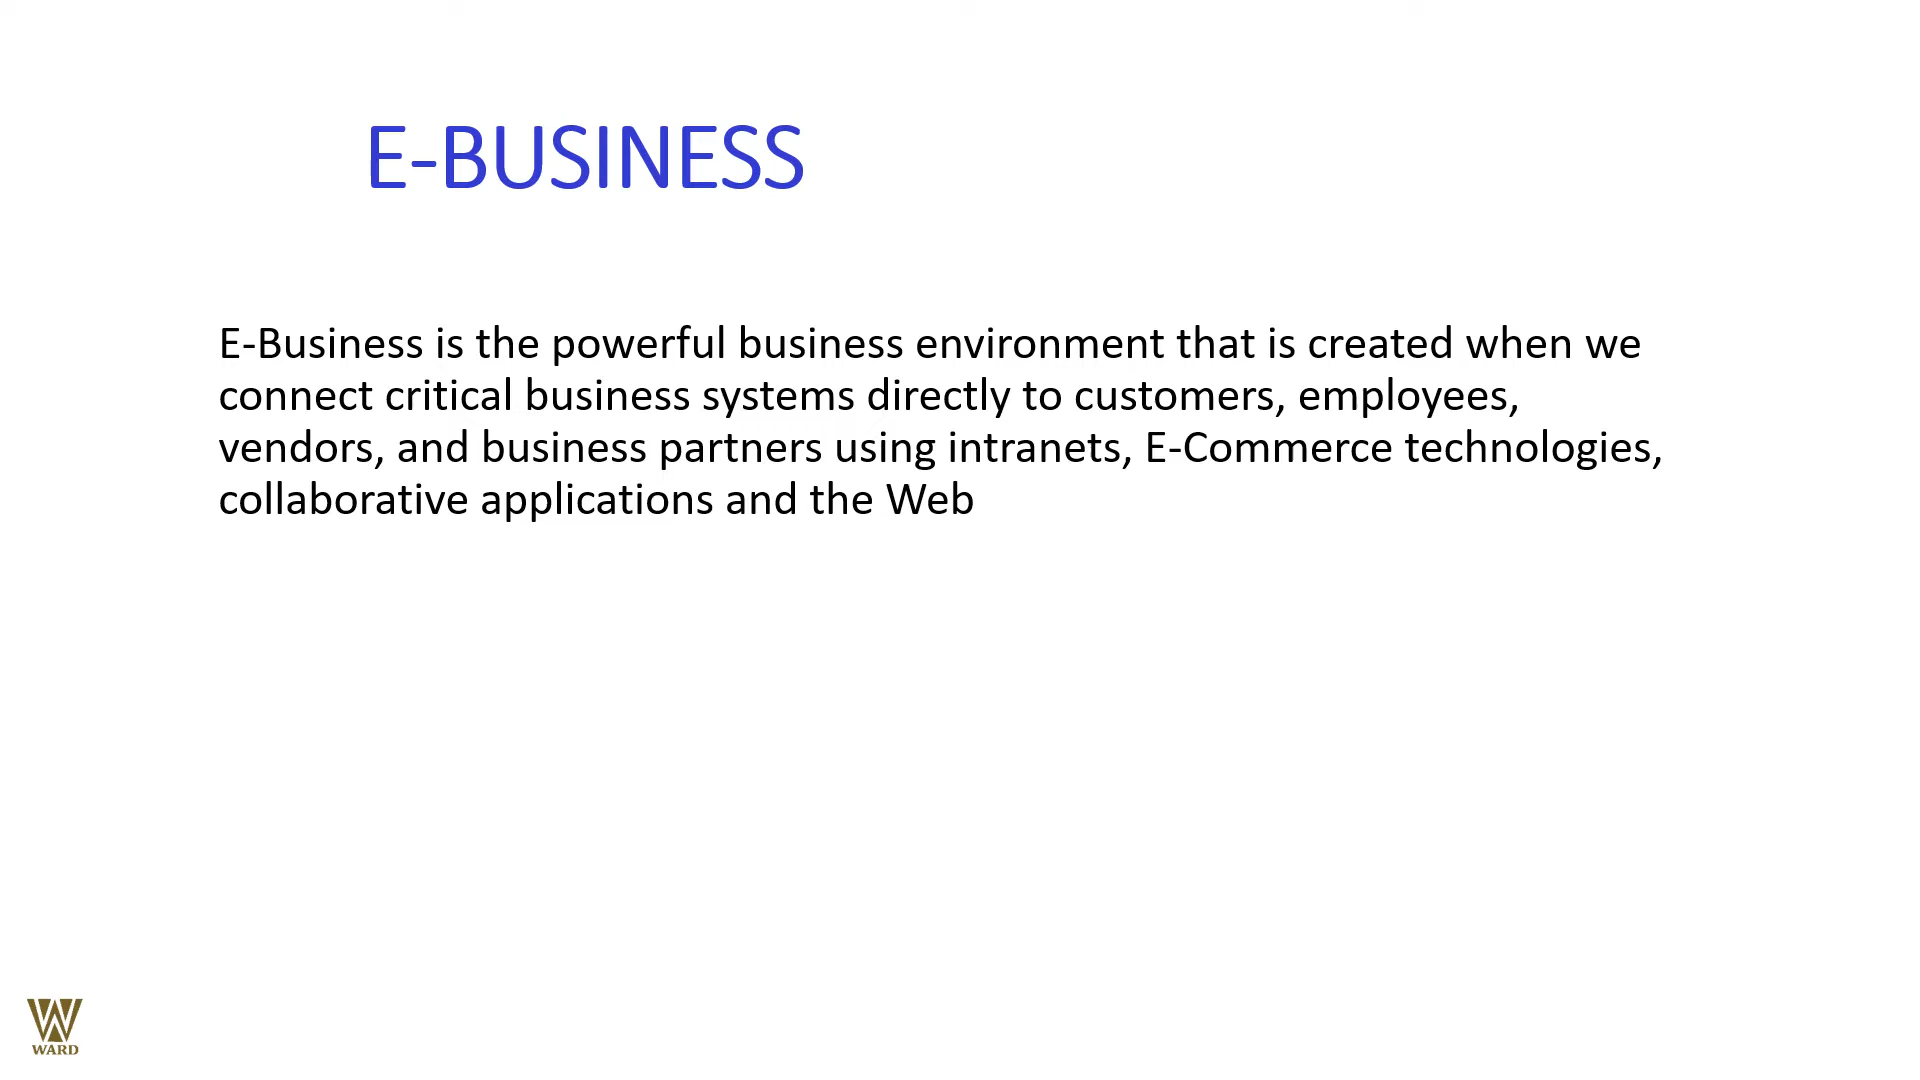 E-BUSINESS
E-Business is the powerful business environment that is created when we
connect critical business systems directly to customers, employees,
vendors, and business partners using intranets, E-Commerce technologies,
collaborative applications and the Web
WARD